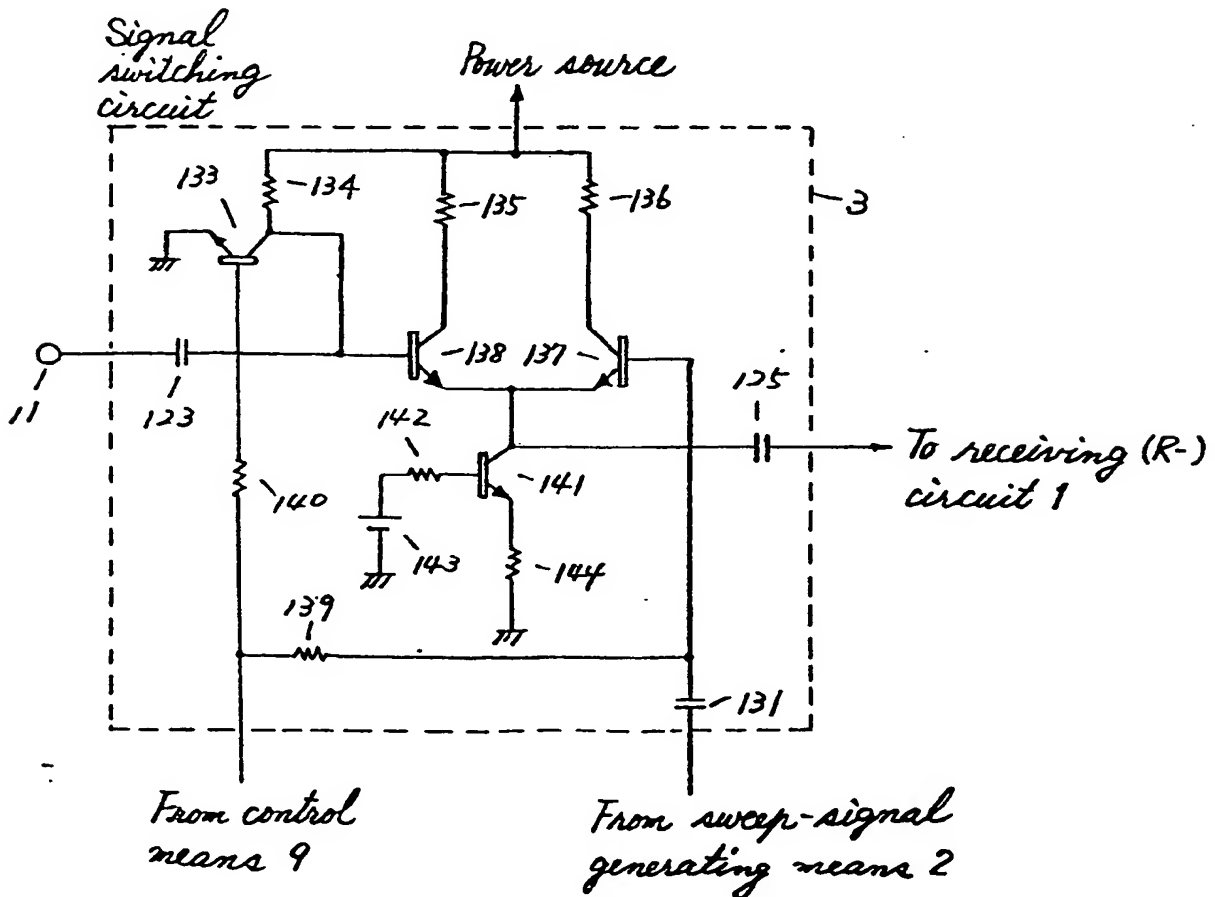 Signal
switching
circuit
Power source
133
134
135
136
3
138
137
125
11
123
142
141
To receiving (R-)
circuit 1
140
143
144
139
131
From control
means 9
From sweep-signal
generating means 2